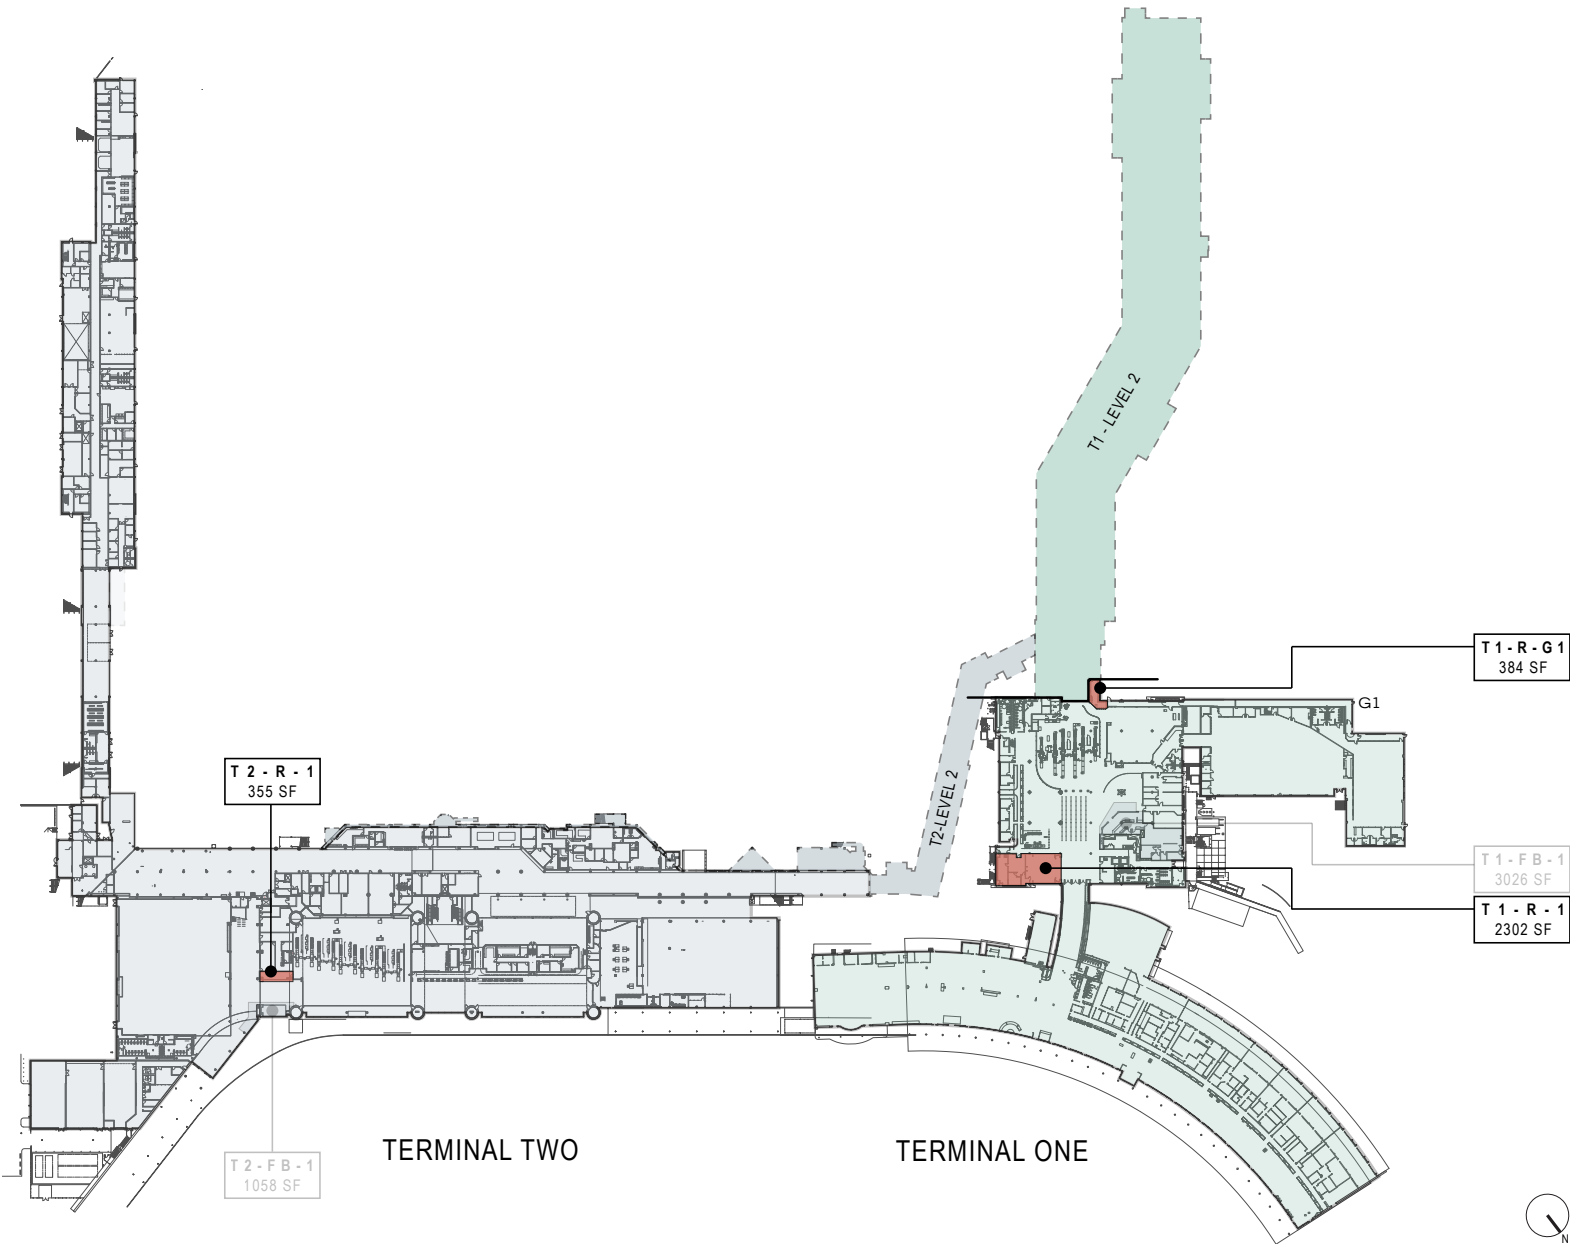 T1 - LEVEL 2
T1-R-G1
384 SF
G1
T2-LEVEL 2
T2-R-1
355 SF
T1-FB-1
3026 SF
T1-R-1
2302 SF
TERMINAL TWO
TERMINAL ONE
T2-FB-1
1058 SF
N